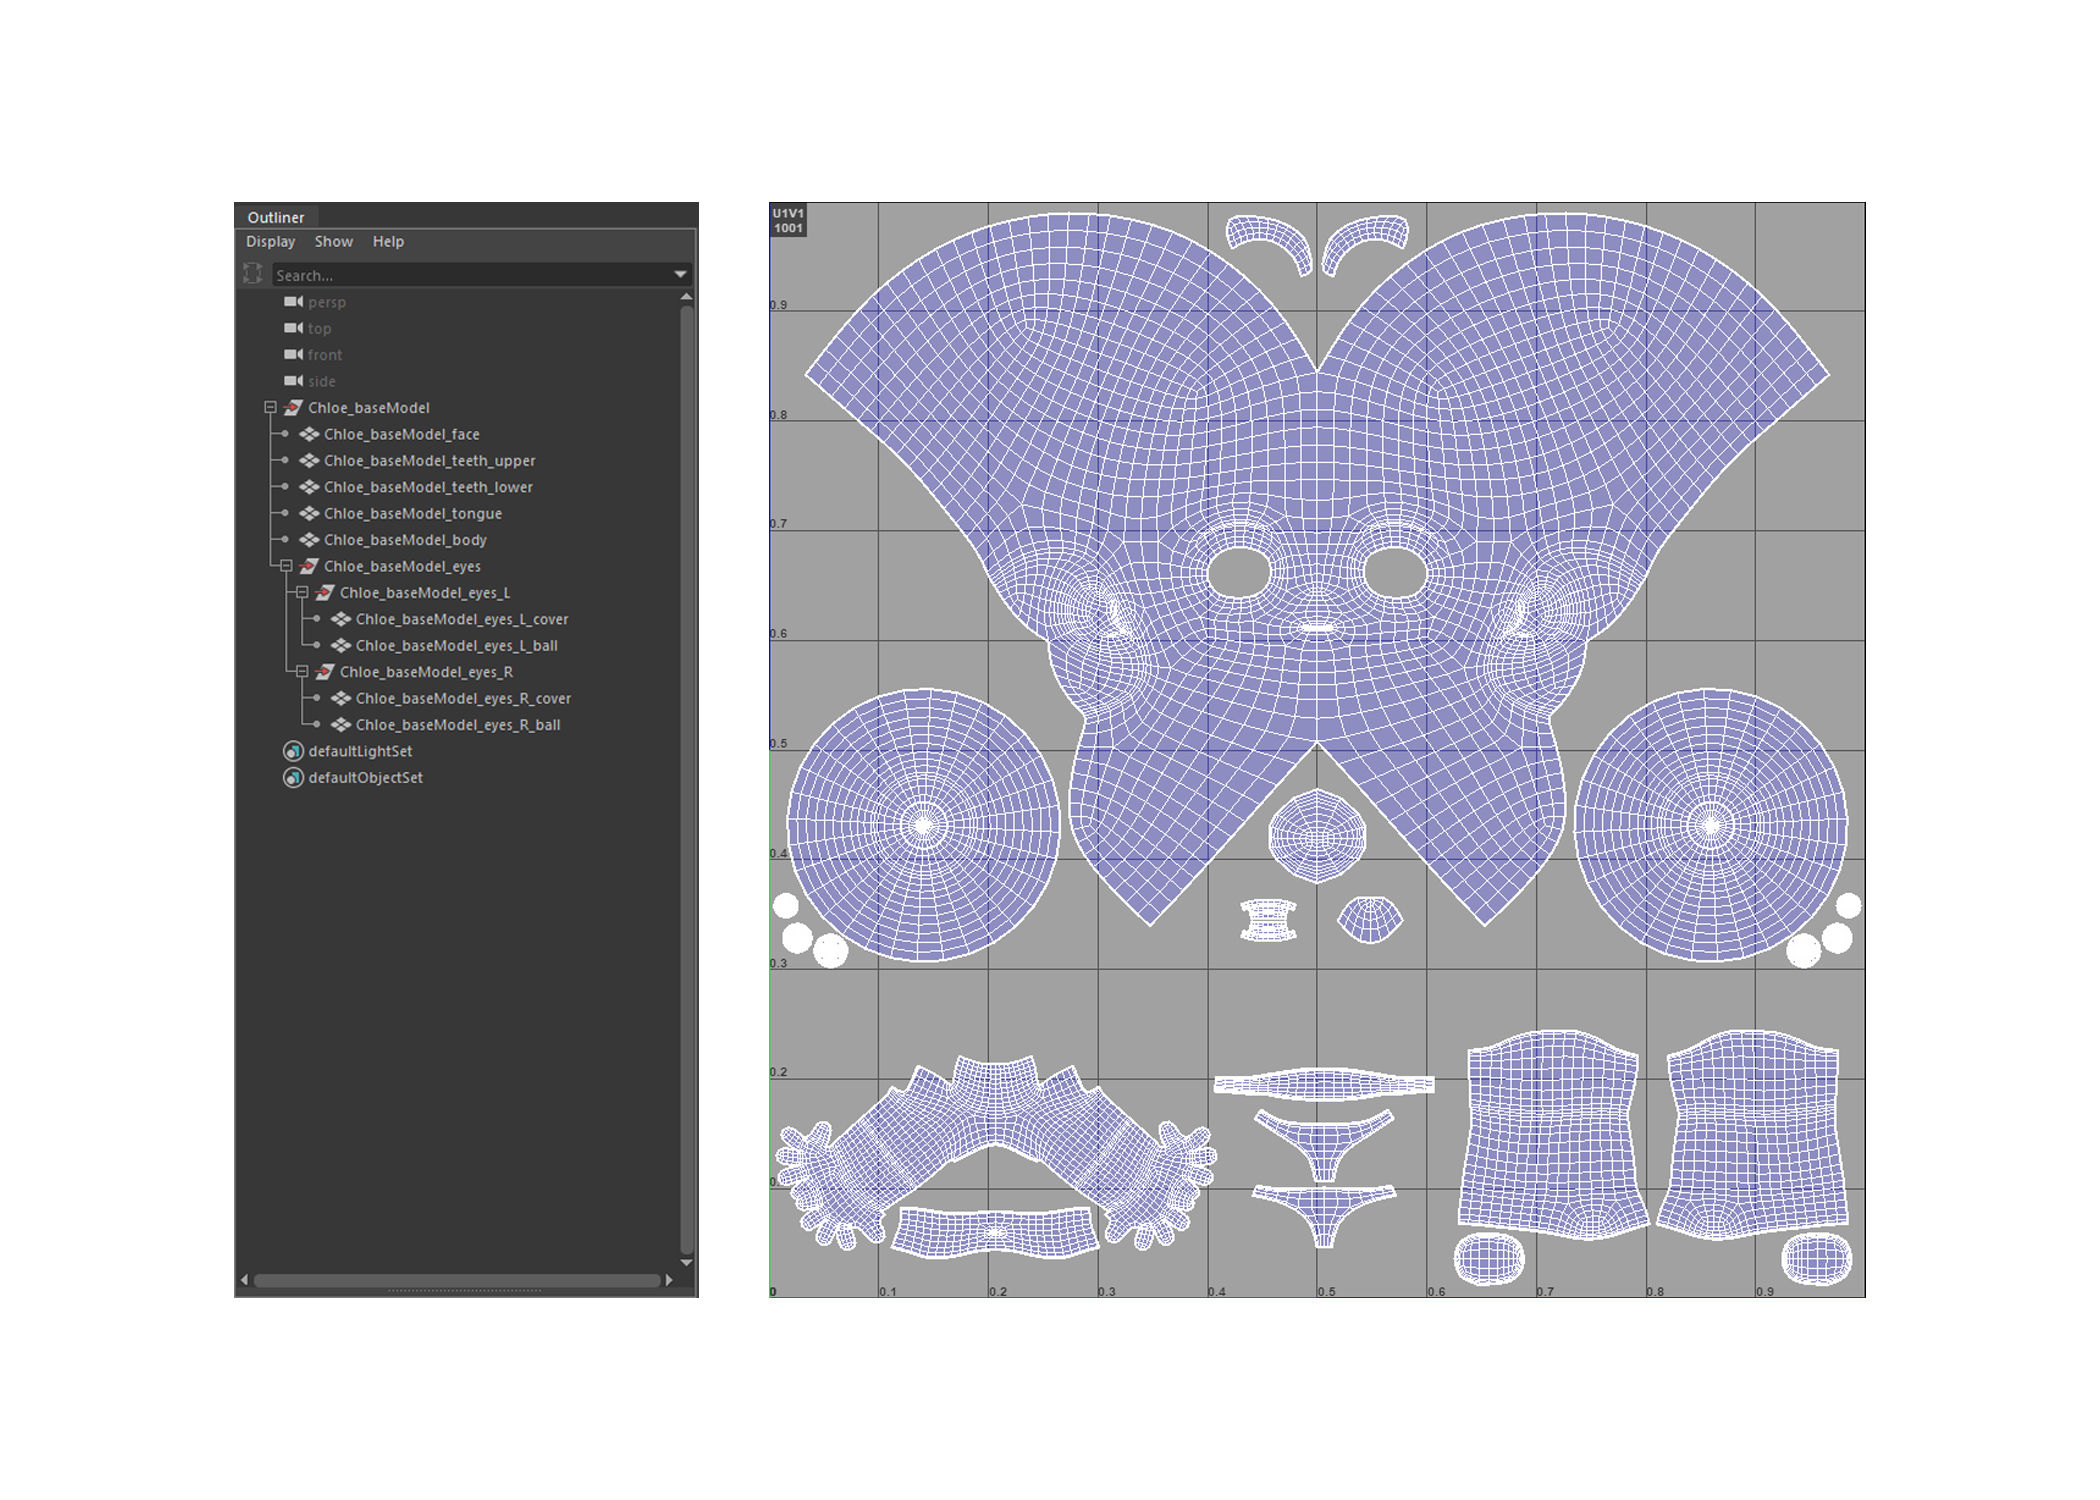 Outliner
Display Show Help
Search...
persp
top
front
side
Chloe_baseModel
Chloe_baseModel_face
Chloe_baseModel_teeth_upper
Chloe_baseModel_teeth_lower
Chloe_baseModel_tongue
Chloe_baseModel_body
Chloe_baseModel_eyes
Chloe_baseModel_eyes_L
Chloe_baseModel_eyes_L_cover
Chloe_baseModel_eyes_L_ball
Chloe_baseModel_eyes_R
Chloe_baseModel_eyes_R_cover
Chloe_baseModel_eyes_R_ball
defaultLightSet
defaultObjectSet
U1V1
1001
0.9
0.8
0.7
0.6
0.5
0.4
0.3
0.2
0 0.1 0.2 0.3 0.4 0.5 0.6 0.7 0.8 0.9